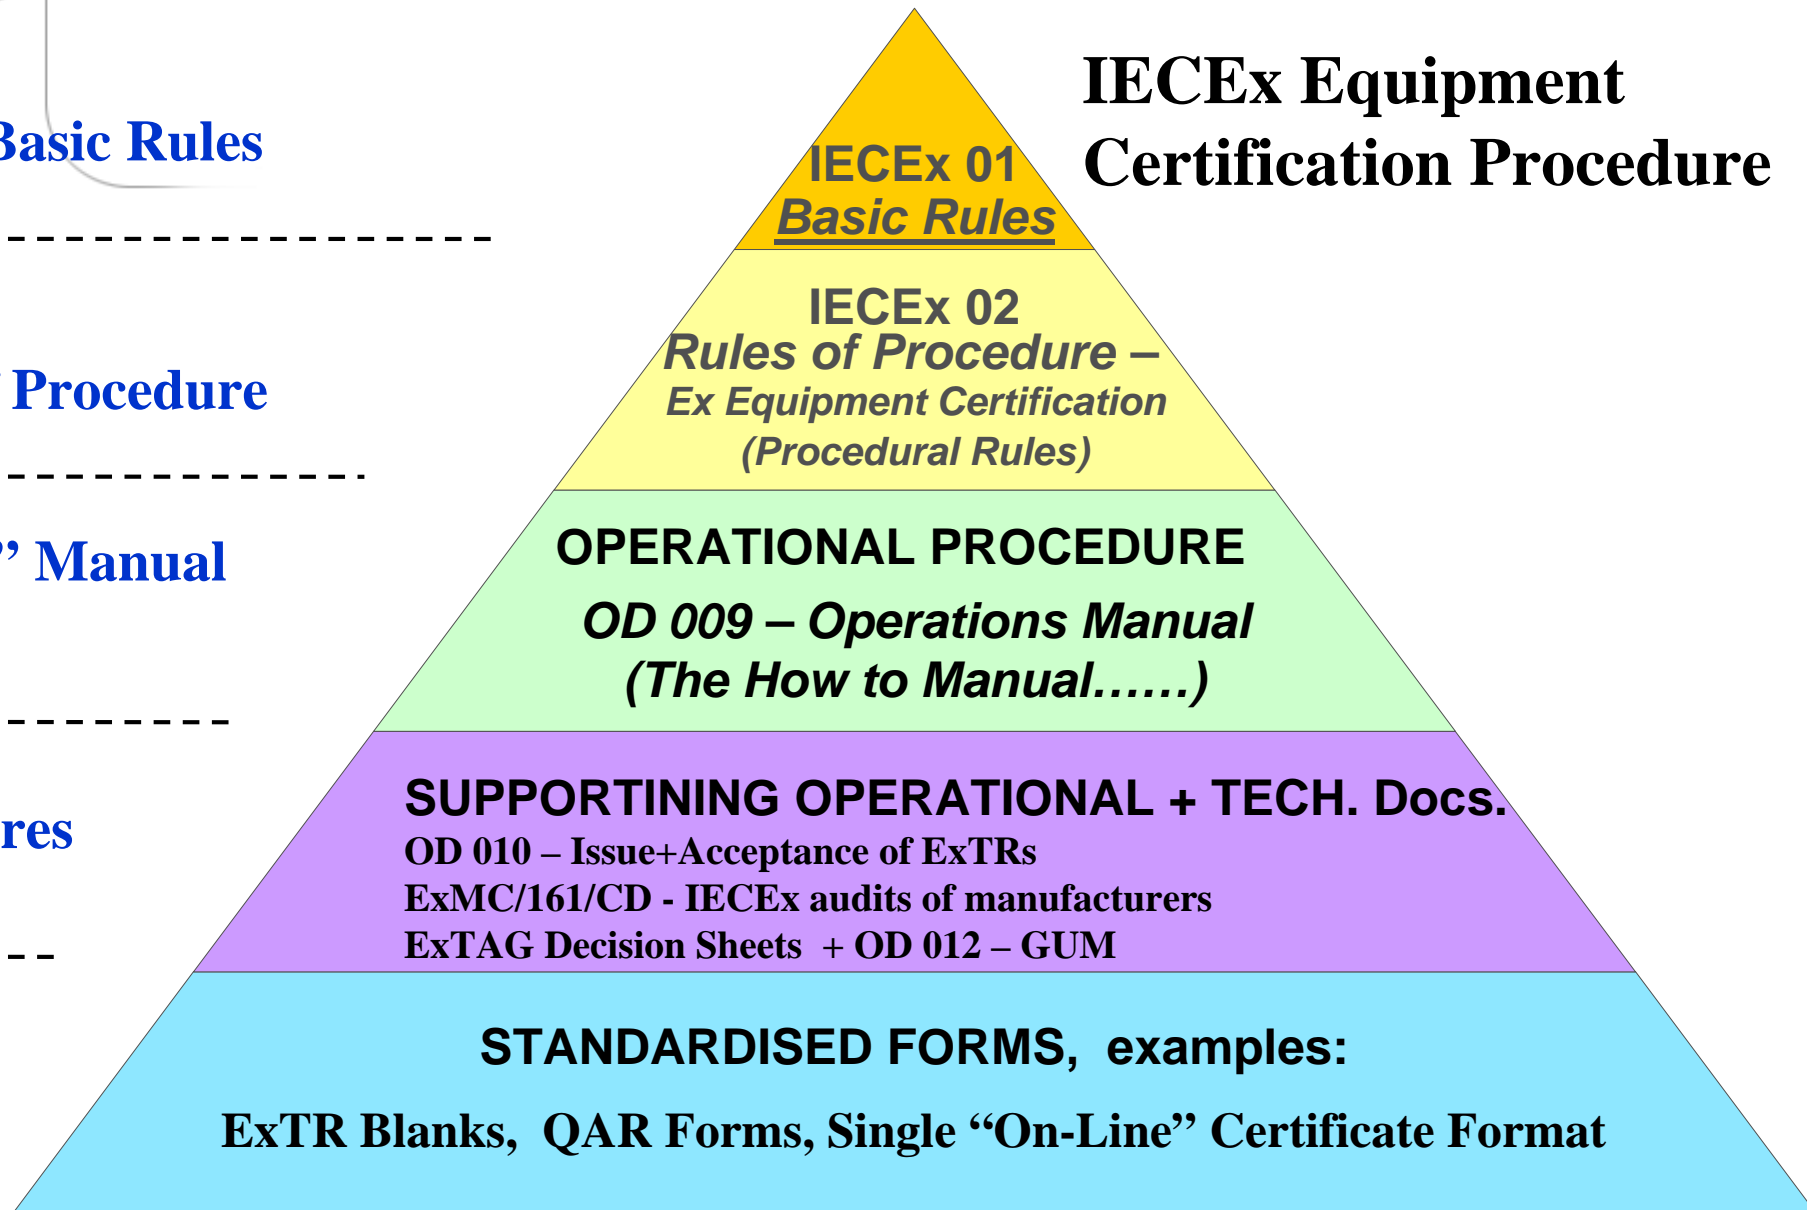 IECEx Equipment
Certification Procedure
Basic Rules
IECEx 01
Basic Rules
IECEx 02
Rules of Procedure –
Ex Equipment Certification
(Procedural Rules)
Procedure
OPERATIONAL PROCEDURE
OD 009 – Operations Manual
(The How to Manual……)
” Manual
SUPPORTINING OPERATIONAL + TECH. Docs.
OD 010 – Issue+Acceptance of ExTRs
ExMC/161/CD - IECEx audits of manufacturers
ExTAG Decision Sheets + OD 012 – GUM
res
STANDARDISED FORMS, examples:
ExTR Blanks, QAR Forms, Single “On-Line” Certificate Format